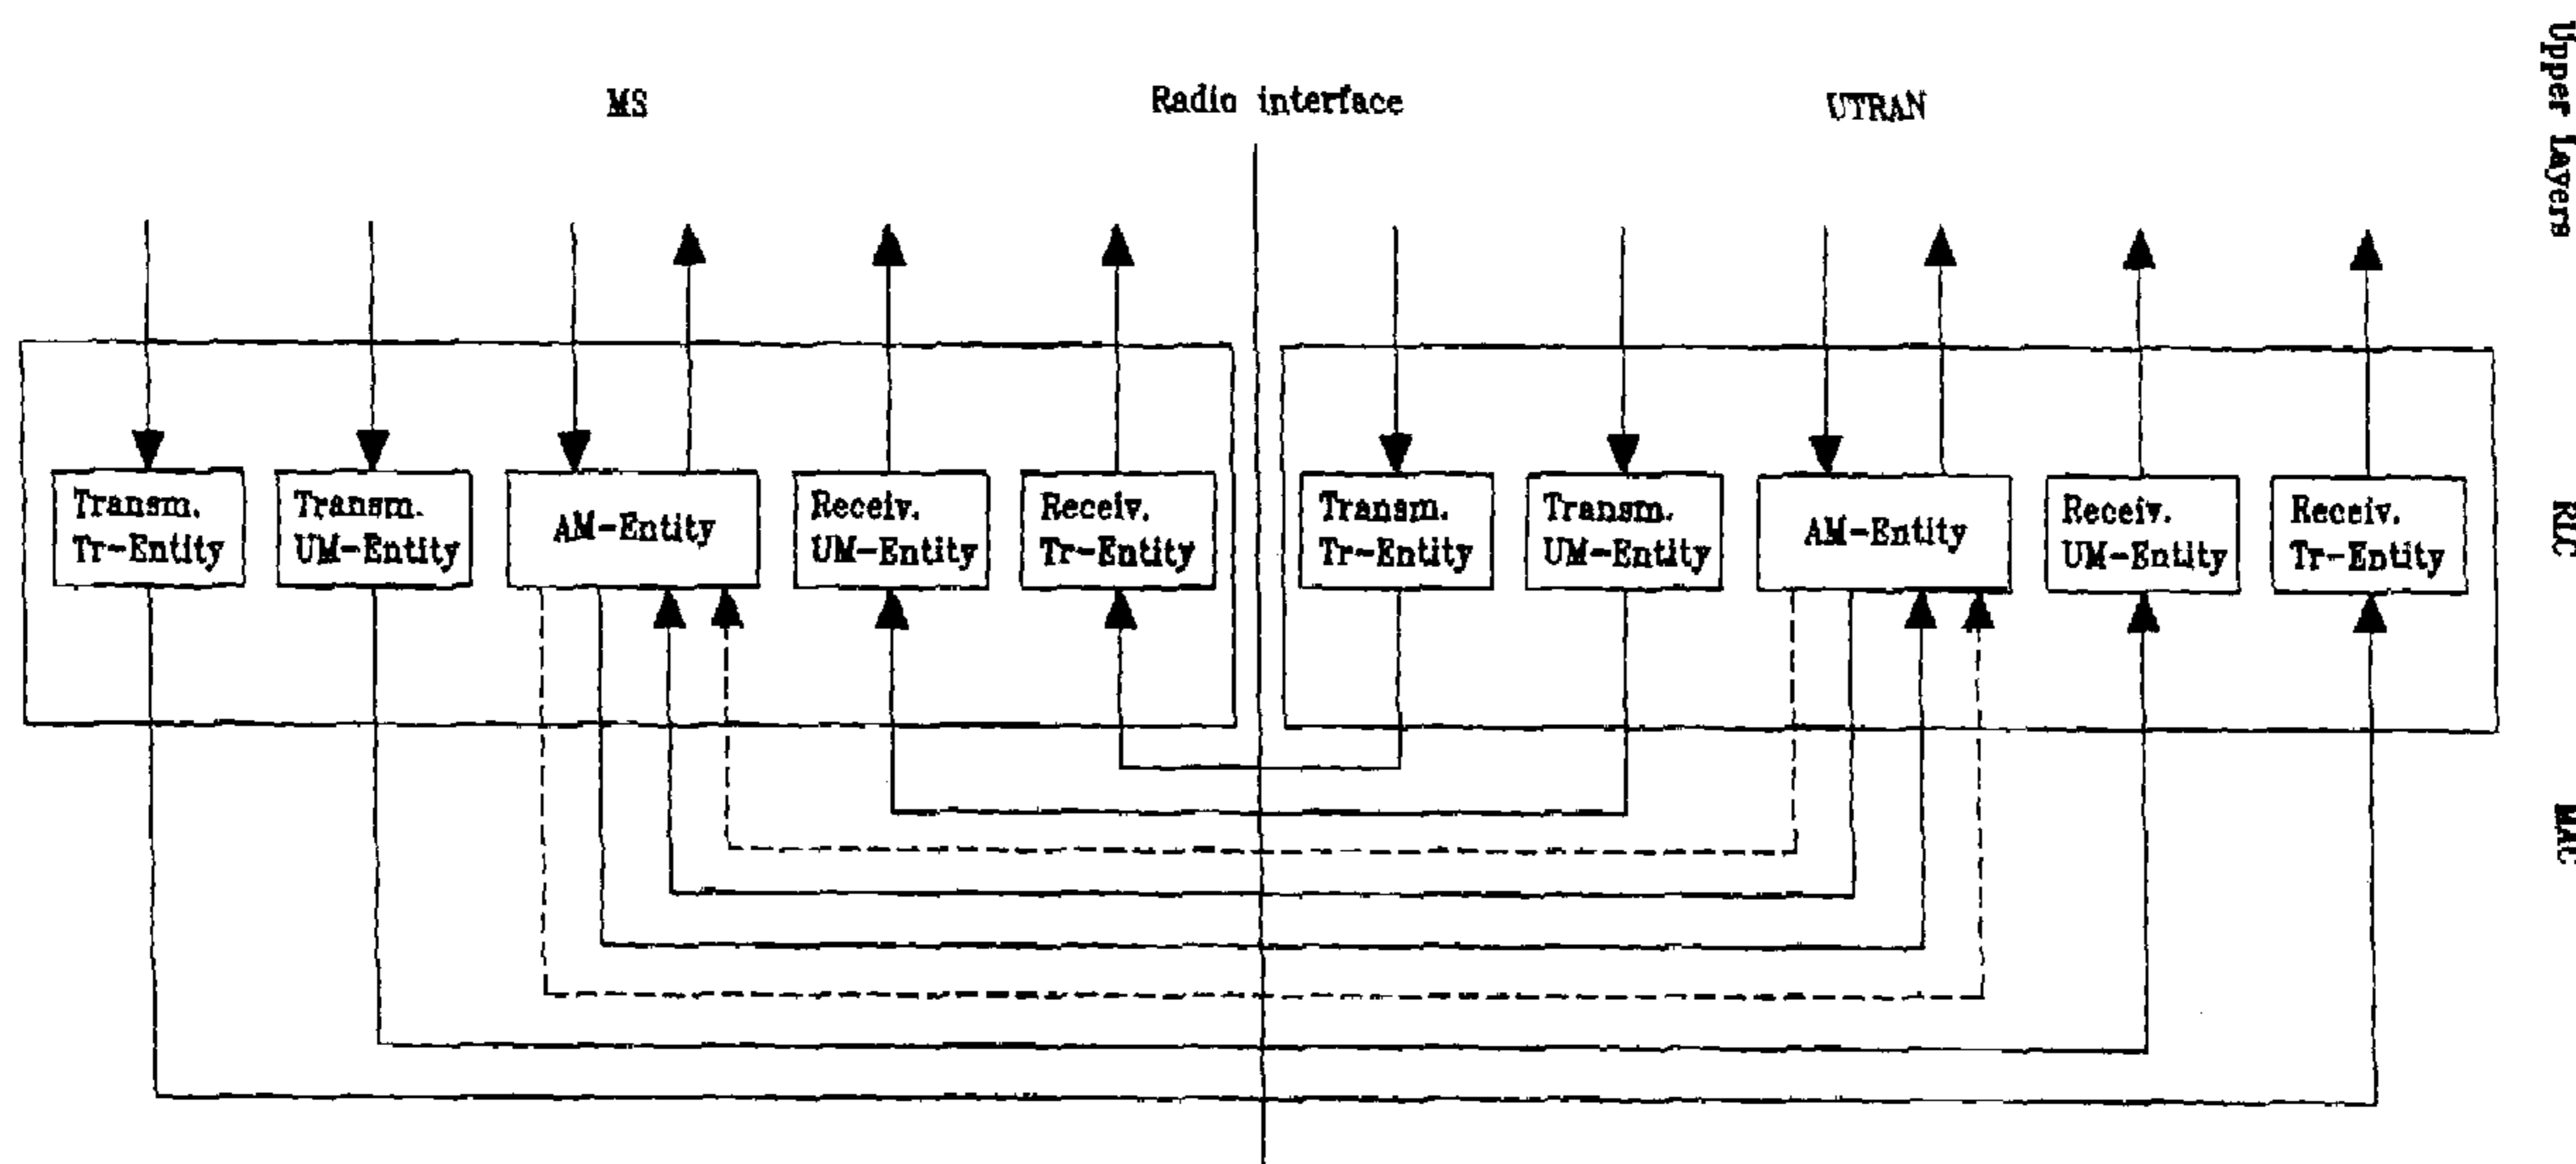 MS
Radio interface
UTRAN
Upper Layers
Transm.
Tr-Entity
Transm.
UM-Entity
AM-Entity
Receiv.
UM-Entity
Receiv.
Tr-Entity
Transm.
Tr-Entity
Transm.
UM-Entity
AM-Entity
Receiv.
UM-Entity
Receiv.
Tr-Entity
RLC
MAC